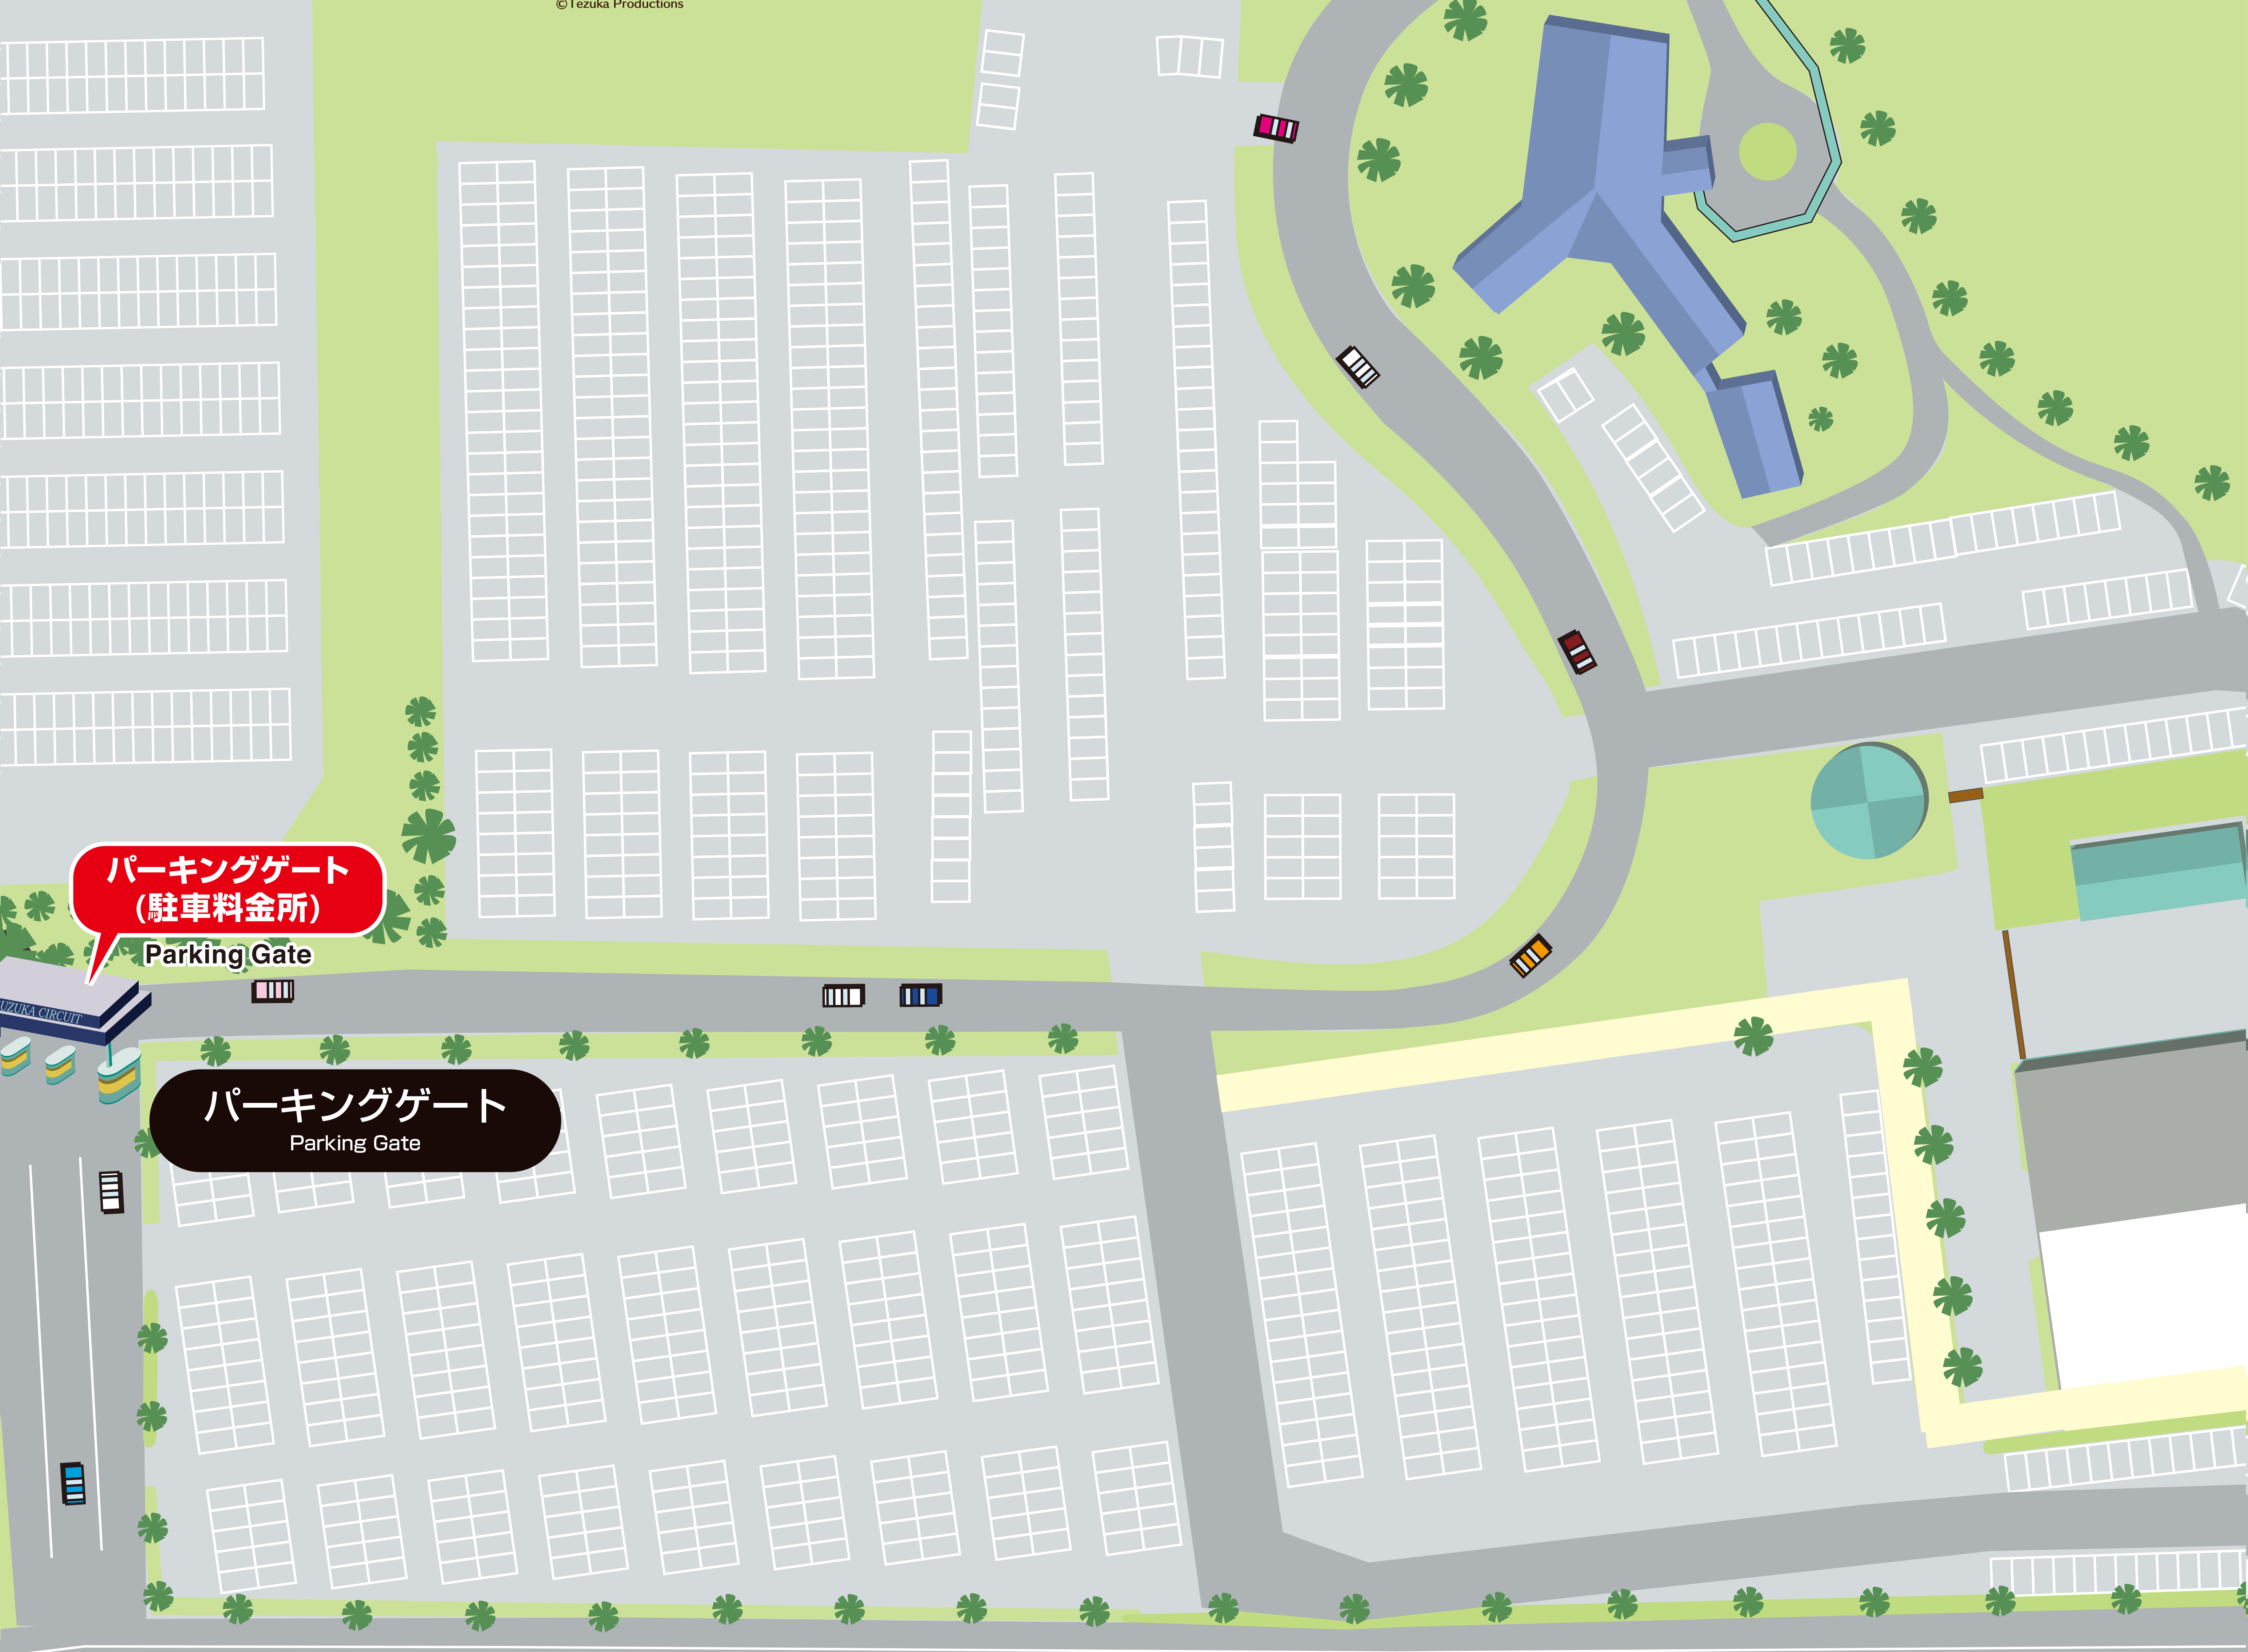 ©Tezuka Productions
パーキングゲート
(駐車料金所)
Parking Gate
UZUKA CIRCUIT
パーキングゲート
Parking Gate